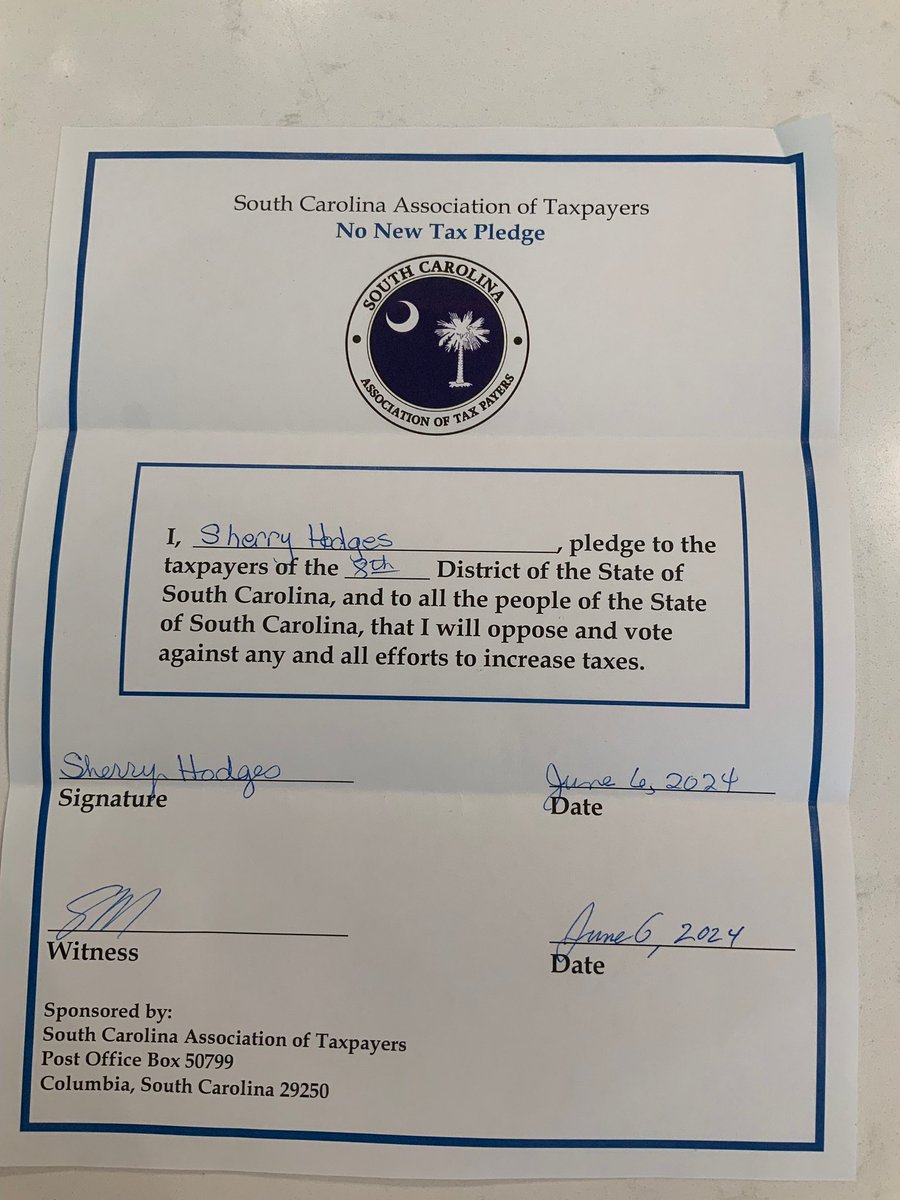 South Carolina Association of Taxpayers
No New Tax Pledge
SOUTH CAROLINA
ASSOCIATION OF TAX PAYERS
I, Sherry Hodges, pledge to the
taxpayers of the 8th District of the State of
South Carolina, and to all the people of the State
of South Carolina, that I will oppose and vote
against any and all efforts to increase taxes.
Sherry Hodges June 6, 2024
Signature Date
June 6, 2024
Witness Date
Sponsored by:
South Carolina Association of Taxpayers
Post Office Box 50799
Columbia, South Carolina 29250